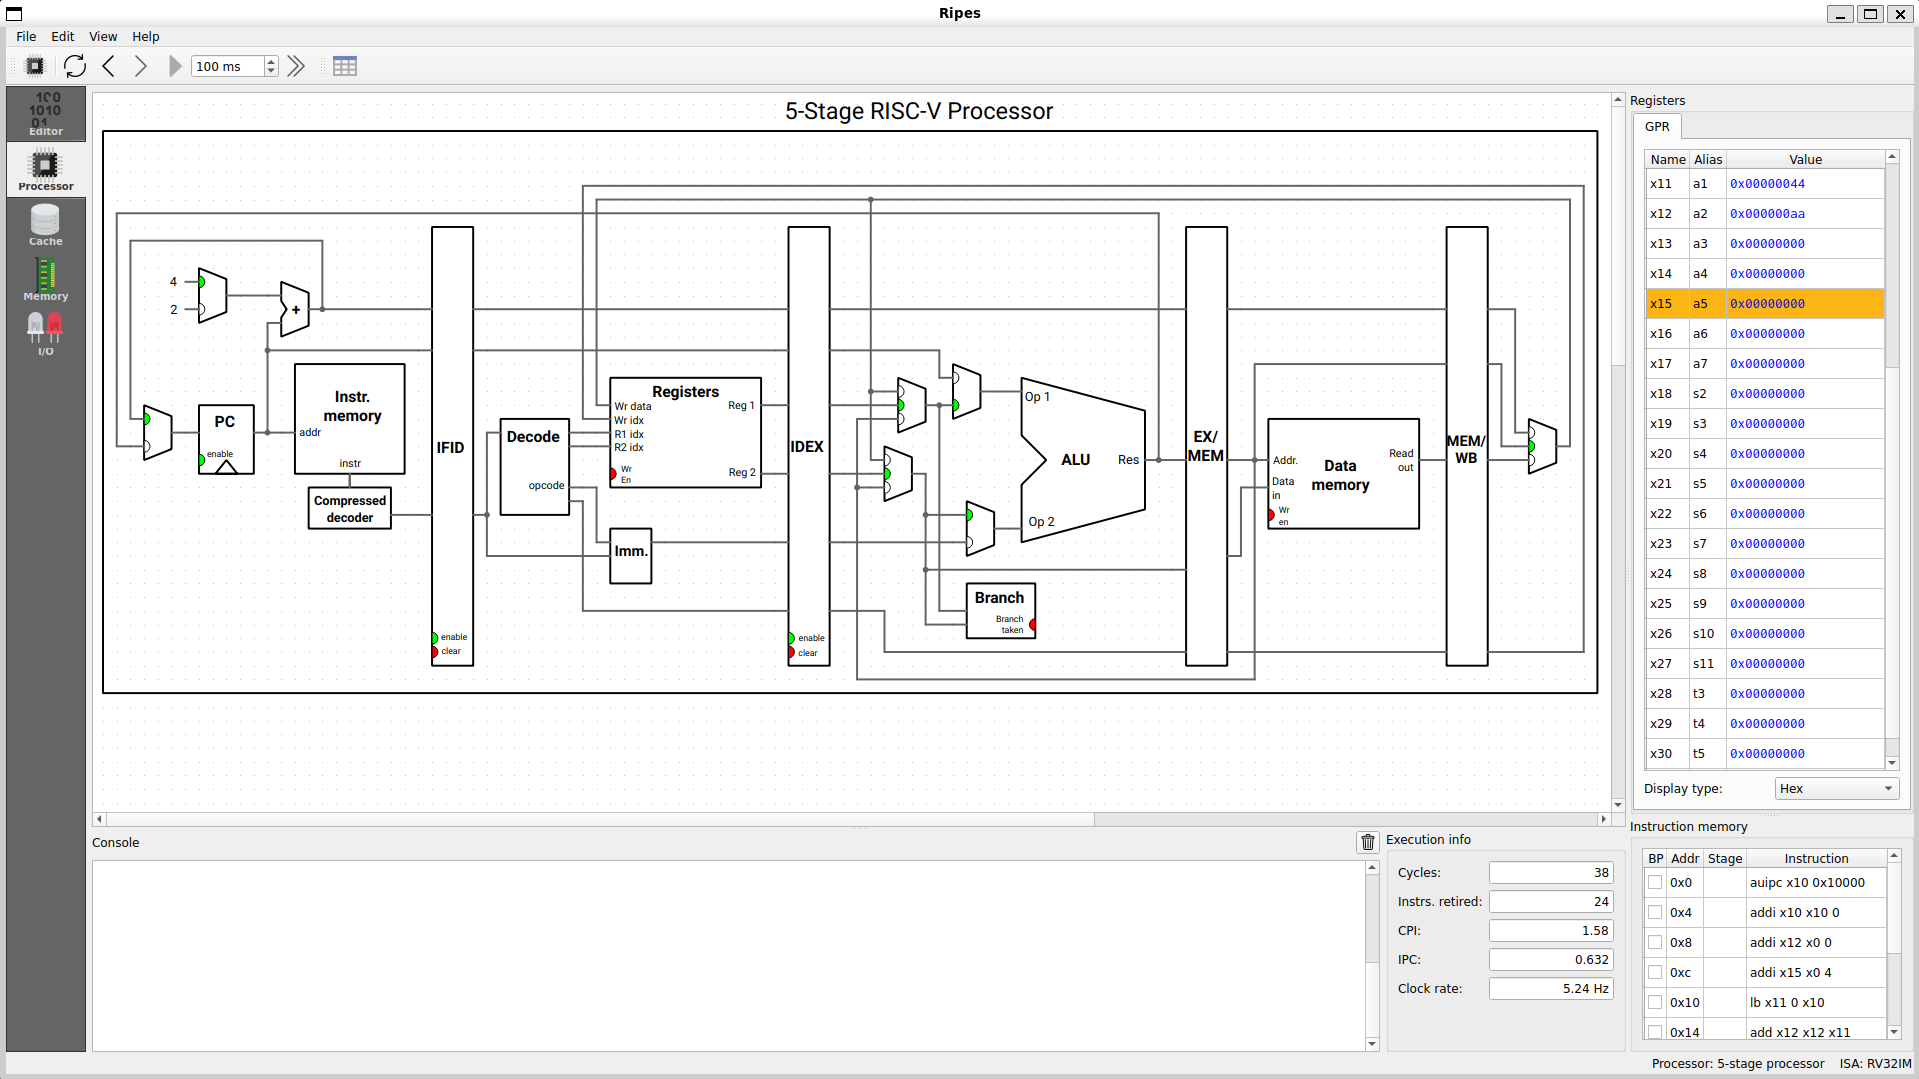 Ripes
File Edit View Help
100 ms
Editor
Processor
Cache
Memory
I/O
5-Stage RISC-V Processor
4
2
+
PC
enable
Instr.
memory
addr
instr
Compressed
decoder
IFID
enable
clear
Decode
opcode
Registers
Wr data
Wr idx
R1 idx
R2 idx
Wr
En
Reg 1
Reg 2
Imm.
IDEX
enable
clear
Op 1
ALU
Res
Op 2
Branch
Branch
taken
EX/
MEM
Addr.
Data
in
Wr
en
Data
memory
Read
out
MEM/
WB
Registers
GPR
Name Alias Value
x11 a1 0x00000044
x12 a2 0x000000aa
x13 a3 0x00000000
x14 a4 0x00000000
x15 a5 0x00000000
x16 a6 0x00000000
x17 a7 0x00000000
x18 s2 0x00000000
x19 s3 0x00000000
x20 s4 0x00000000
x21 s5 0x00000000
x22 s6 0x00000000
x23 s7 0x00000000
x24 s8 0x00000000
x25 s9 0x00000000
x26 s10 0x00000000
x27 s11 0x00000000
x28 t3 0x00000000
x29 t4 0x00000000
x30 t5 0x00000000
Display type: Hex
Console
Execution info
Cycles: 38
Instrs. retired: 24
CPI: 1.58
IPC: 0.632
Clock rate: 5.24 Hz
Instruction memory
BP Addr Stage Instruction
0x0 auipc x10 0x10000
0x4 addi x10 x10 0
0x8 addi x12 x0 0
0xc addi x15 x0 4
0x10 lb x11 0 x10
0x14 add x12 x12 x11
Processor: 5-stage processor ISA: RV32IM